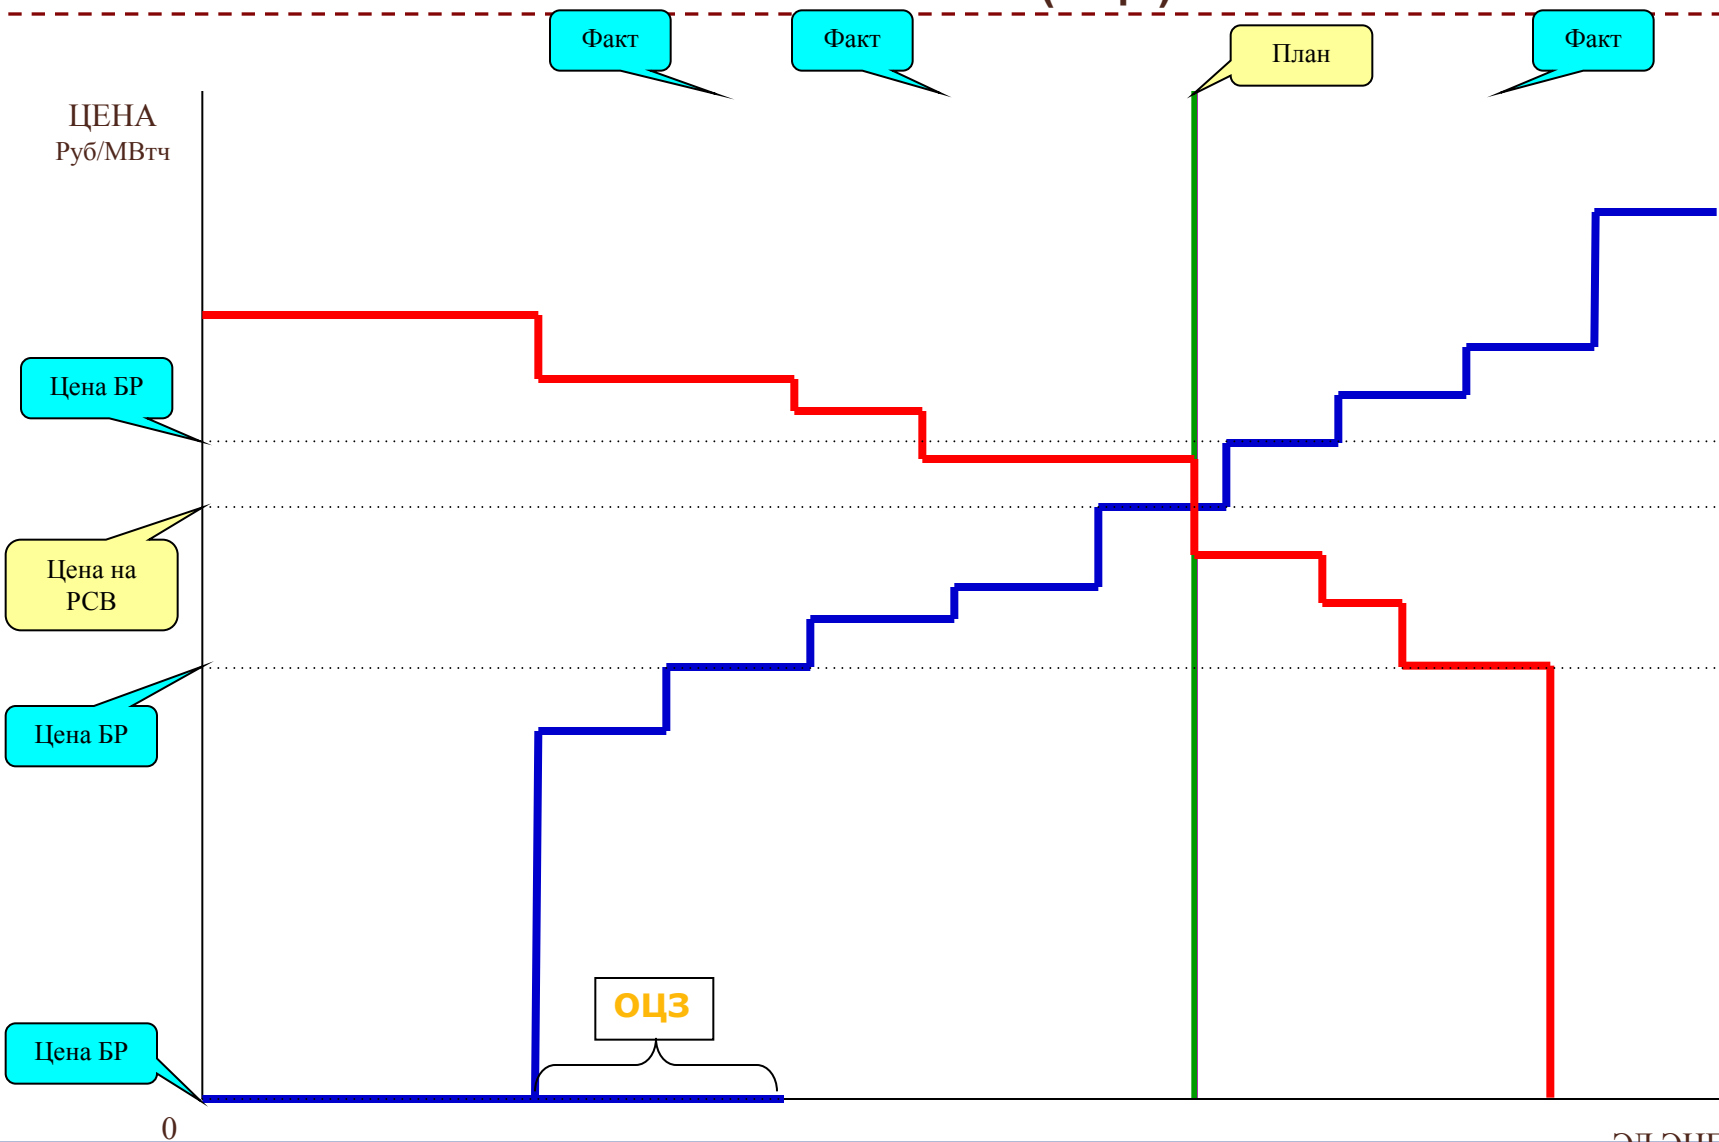 Факт
Факт
План
Факт
ЦЕНА
Руб/МВтч
Цена БР
Цена на
РСВ
Цена БР
ОЦЗ
Цена БР
0